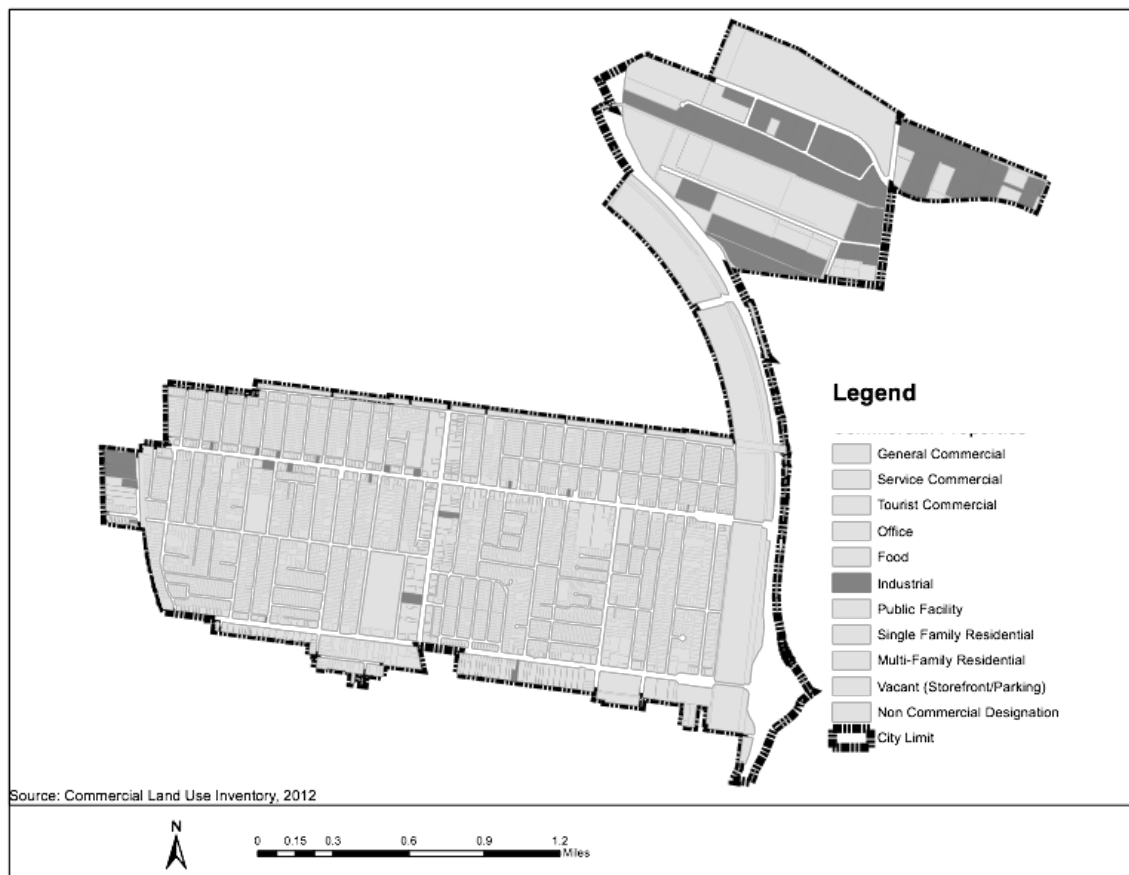 Legend
General Commercial
Service Commercial
Tourist Commercial
Office
Food
Industrial
Public Facility
Single Family Residential
Multi-Family Residential
Vacant (Storefront/Parking)
Non Commercial Designation
City Limit
Source: Commercial Land Use Inventory, 2012
N
0 0.15 0.3 0.6 0.9 1.2
Miles